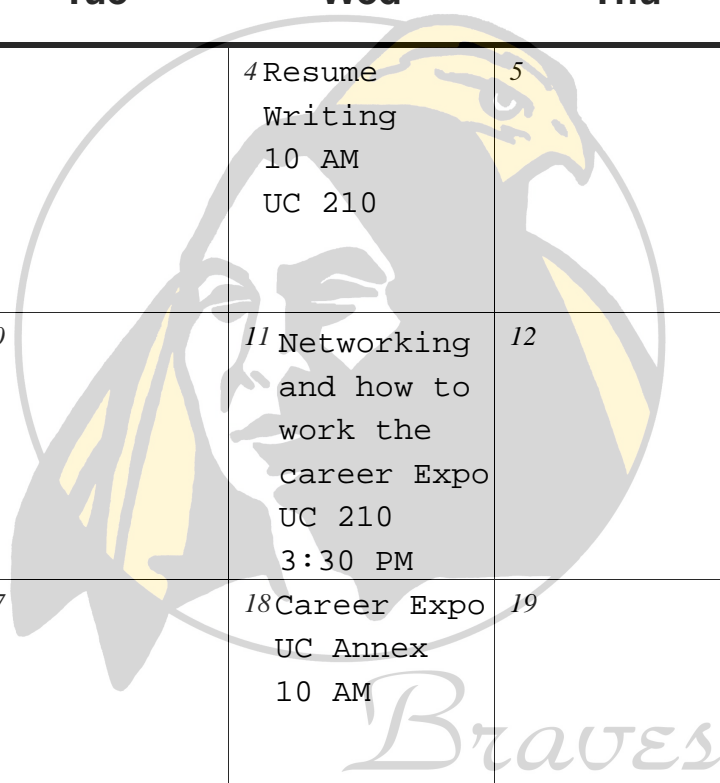 Tue Wed Thu
4 Resume 5
Writing
10 AM
UC 210
11 Networking 12
and how to
work the
career Expo
UC 210
3:30 PM
18 Career Expo 19
UC Annex
10 AM
Braves